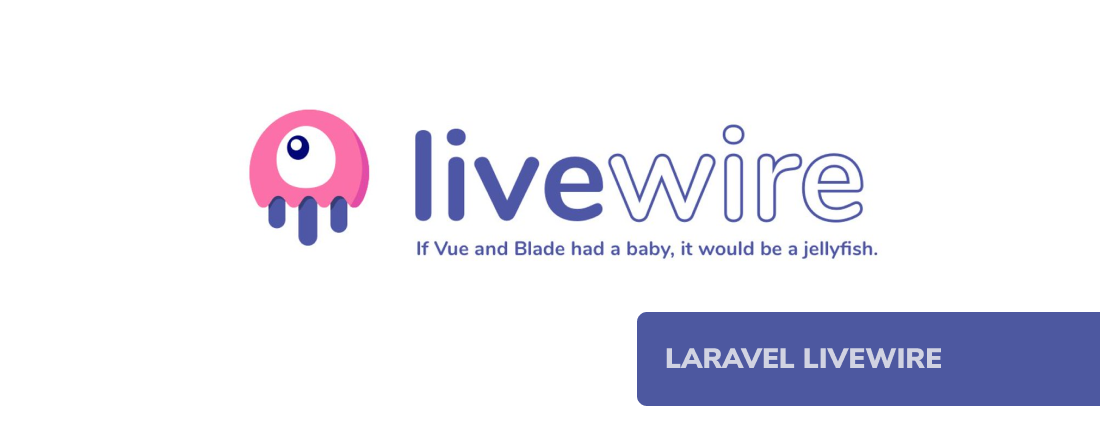 livewire
If Vue and Blade had a baby, it would be a jellyfish.
LARAVEL LIVEWIRE